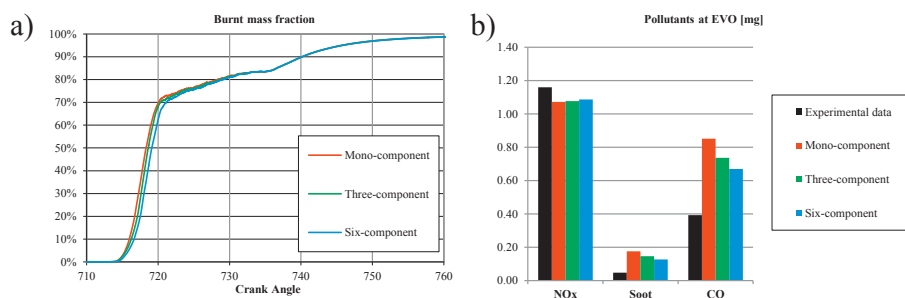 a)
Burnt mass fraction
100%
90%
80%
70%
60%
50%
40%
30%
20%
10%
0%
710
720
730
740
750
760
Crank Angle
Mono-component
Three-component
Six-component
b)
Pollutants at EVO [mg]
1.40
1.20
1.00
0.80
0.60
0.40
0.20
0.00
NOx
Soot
CO
Experimental data
Mono-component
Three-component
Six-component